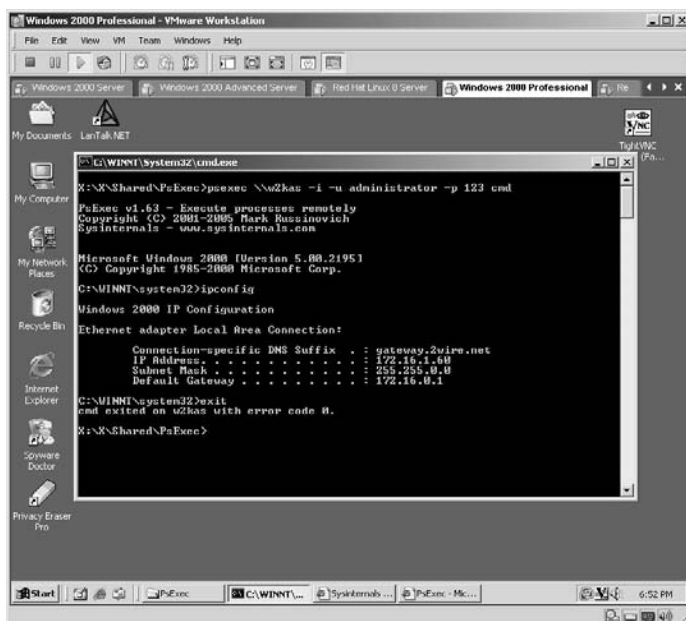 Windows 2000 Professional - VMware Workstation
File Edit View VM Team Windows Help
Windows 2000 Server
Windows 2000 Advanced Server
Red Hat Linux 8 Server
Windows 2000 Professional
Re
My Documents
LanTalk.NET
TightVNC
(Fa...
My Computer
My Network
Places
Recycle Bin
Internet
Explorer
Spyware
Doctor
Privacy Eraser
Pro
C:\WINNT\System32\cmd.exe
X:\X\Shared\PsExec>psexec \\w2kas -i -u administrator -p 123 cmd
PsExec v1.63 - Execute processes remotely
Copyright (C) 2001-2005 Mark Russinovich
Sysinternals - www.sysinternals.com
Microsoft Windows 2000 [Version 5.00.2195]
(C) Copyright 1985-2000 Microsoft Corp.
C:\WINNT\system32>ipconfig
Windows 2000 IP Configuration
Ethernet adapter Local Area Connection:
Connection-specific DNS Suffix . : gateway.2wire.net
IP Address. . . . . . . . . . . . : 172.16.1.60
Subnet Mask . . . . . . . . . . . : 255.255.0.0
Default Gateway . . . . . . . . . : 172.16.0.1
C:\WINNT\system32>exit
cmd exited on w2kas with error code 0.
X:\X\Shared\PsExec>
Start
PsExec
C:\WINNT\...
Sysinternals ...
PsExec - Mic...
6:52 PM